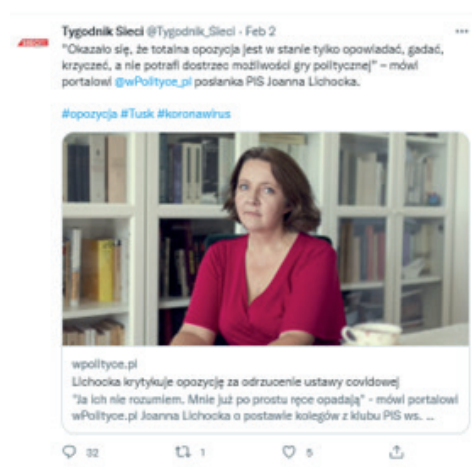 Tygodnik Sieci @Tygodnik_Sieci · Feb 2
"Okazało się, że totalna opozycja jest w stanie tylko opowiadać, gadać,
krzyczeć, a nie potrafi dostrzec możliwości gry politycznej" – mówi
portalowi @wPolityce_pl posłanka PIS Joanna Lichocka.
#opozycja #Tusk #koronawirus
wpolityce.pl
Lichocka krytykuje opozycję za odrzucenie ustawy covidowej
"Ja ich nie rozumiem. Mnie już po prostu ręce opadają" - mówi portalowi
wPolityce.pl Joanna Lichocka o postawie kolegów z klubu PiS ws. ...
32 1 5